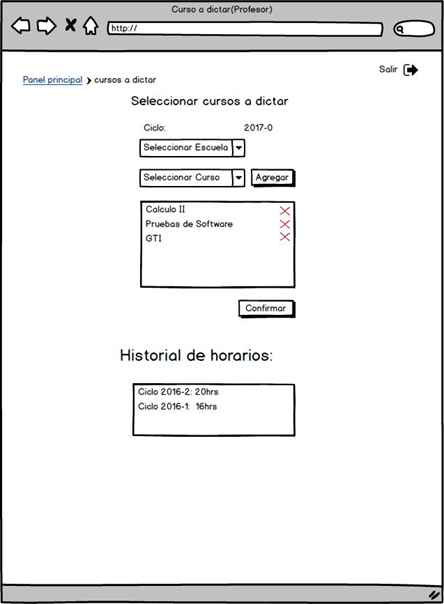 Curso a dictar(Profesor)
http://
Salir
Panel principal > cursos a dictar
Seleccionar cursos a dictar
Ciclo: 2017-0
Seleccionar Escuela
Seleccionar Curso Agregar
Calculo II
Pruebas de Software
GTI
Confirmar
Historial de horarios:
Ciclo 2016-2: 20hrs
Ciclo 2016-1: 16hrs